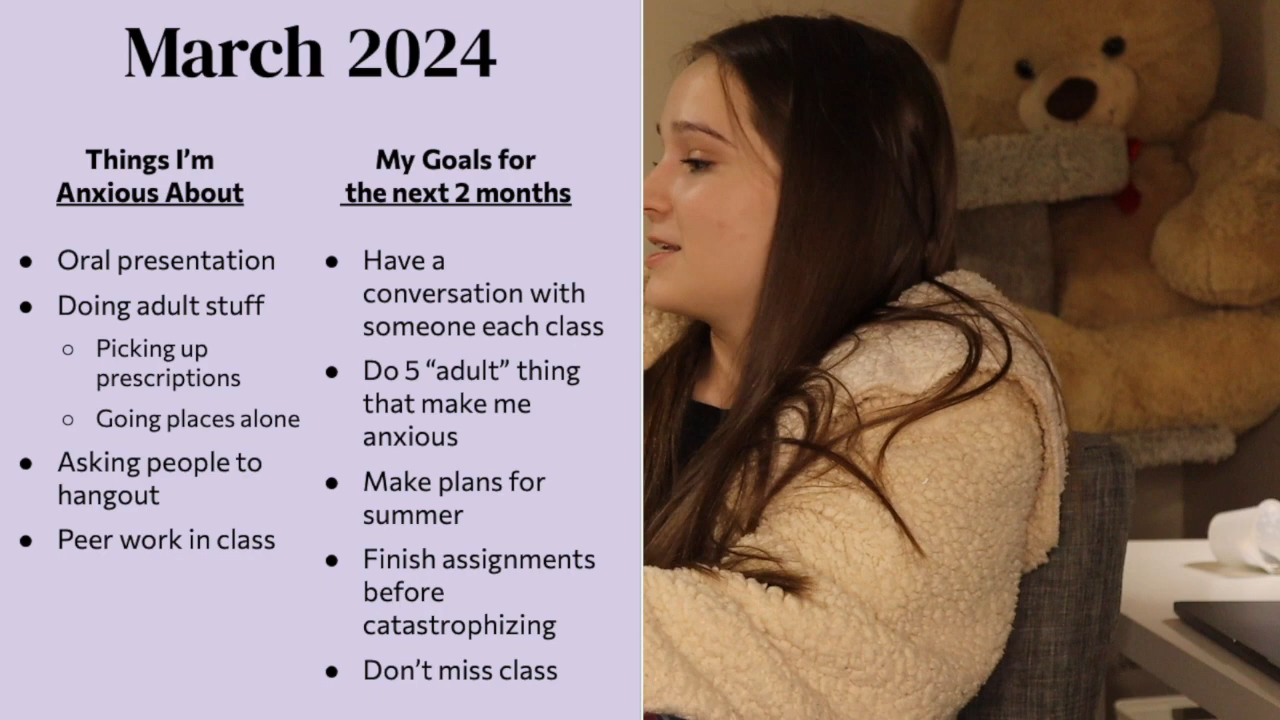 March 2024
Things I'm
Anxious About
● Oral presentation
● Doing adult stuff
○ Picking up
prescriptions
○ Going places alone
● Asking people to
hangout
● Peer work in class
My Goals for
the next 2 months
● Have a
conversation with
someone each class
● Do 5 “adult” thing
that make me
anxious
● Make plans for
summer
● Finish assignments
before
catastrophizing
● Don't miss class